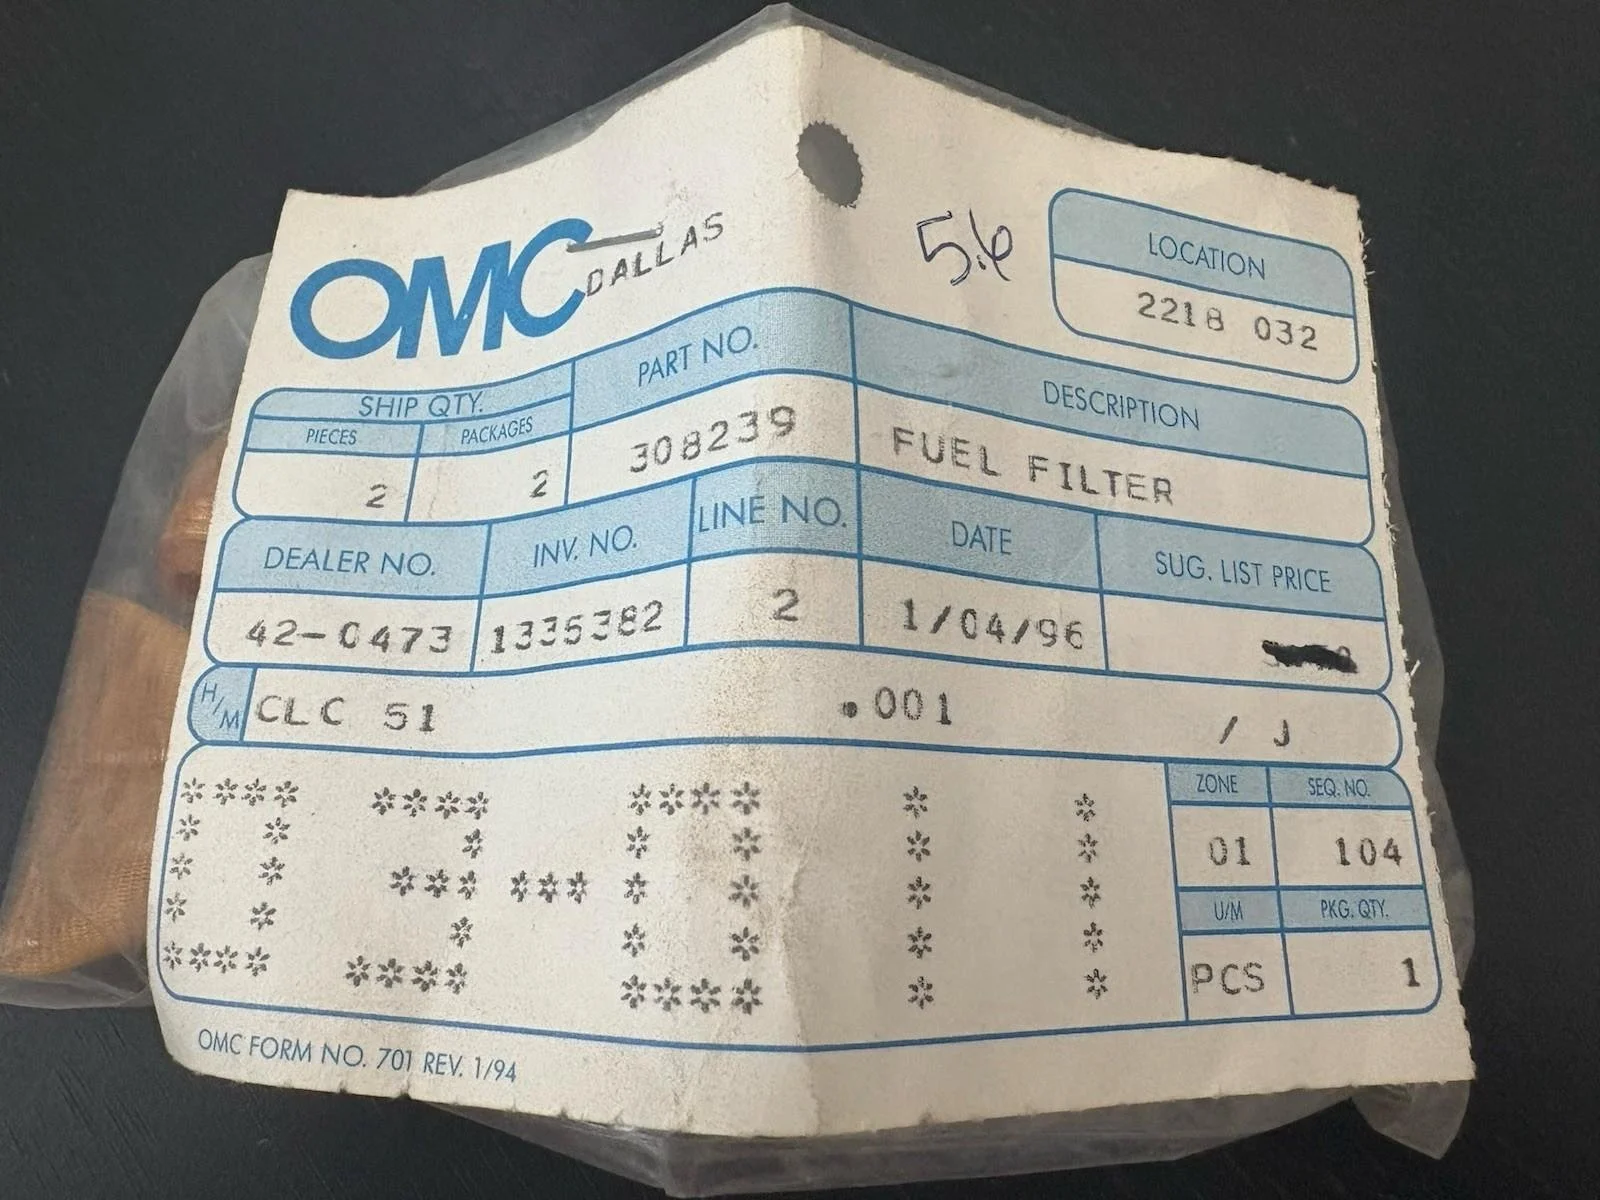 OMC
DALLAS
5.6
LOCATION
2218 032
SHIP QTY.
PIECES PACKAGES
2 2
PART NO.
308239
DESCRIPTION
FUEL FILTER
DEALER NO.
42-0473
INV. NO.
1335382
LINE NO.
2
DATE
1/04/96
SUG. LIST PRICE
H/M CLC 51 .001 / J
ZONE SEQ. NO.
01 104
U/M PKG. QTY.
PCS 1
OMC FORM NO. 701 REV. 1/94